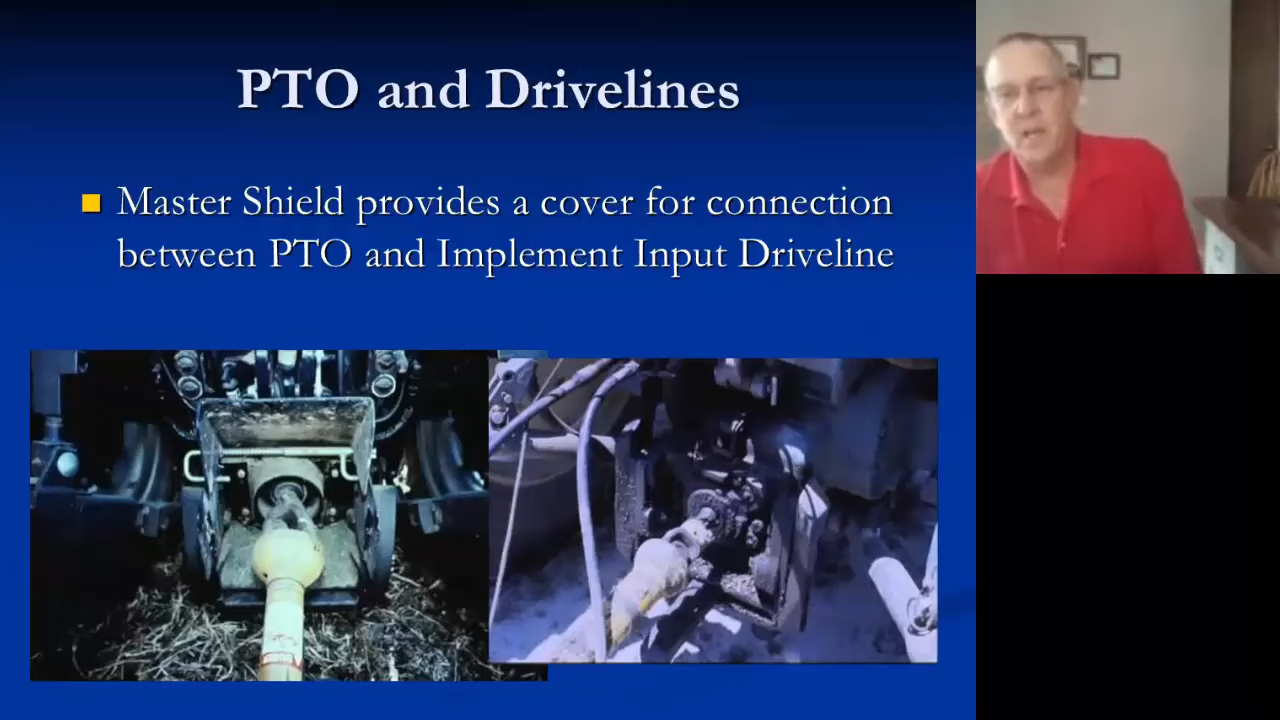 PTO and Drivelines
Master Shield provides a cover for connection
between PTO and Implement Input Driveline